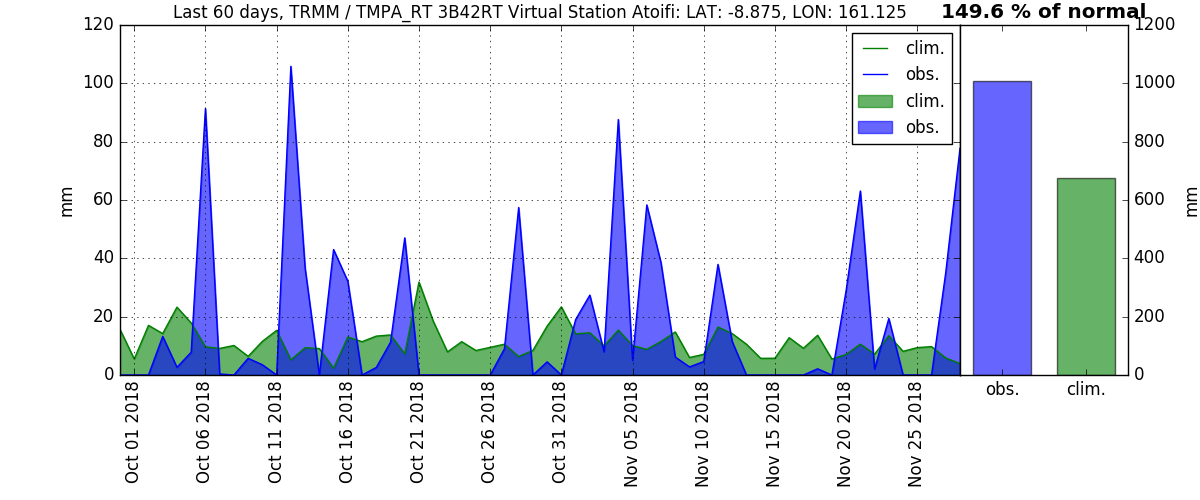 Last 60 days, TRMM / TMPA_RT 3B42RT Virtual Station Atoifi: LAT: -8.875, LON: 161.125
149.6 % of normal
120
100
80
60
40
20
0
mm
clim.
obs.
clim.
obs.
1200
1000
800
600
400
200
0
mm
obs.
clim.
Oct 01 2018
Oct 06 2018
Oct 11 2018
Oct 16 2018
Oct 21 2018
Oct 26 2018
Oct 31 2018
Nov 05 2018
Nov 10 2018
Nov 15 2018
Nov 20 2018
Nov 25 2018